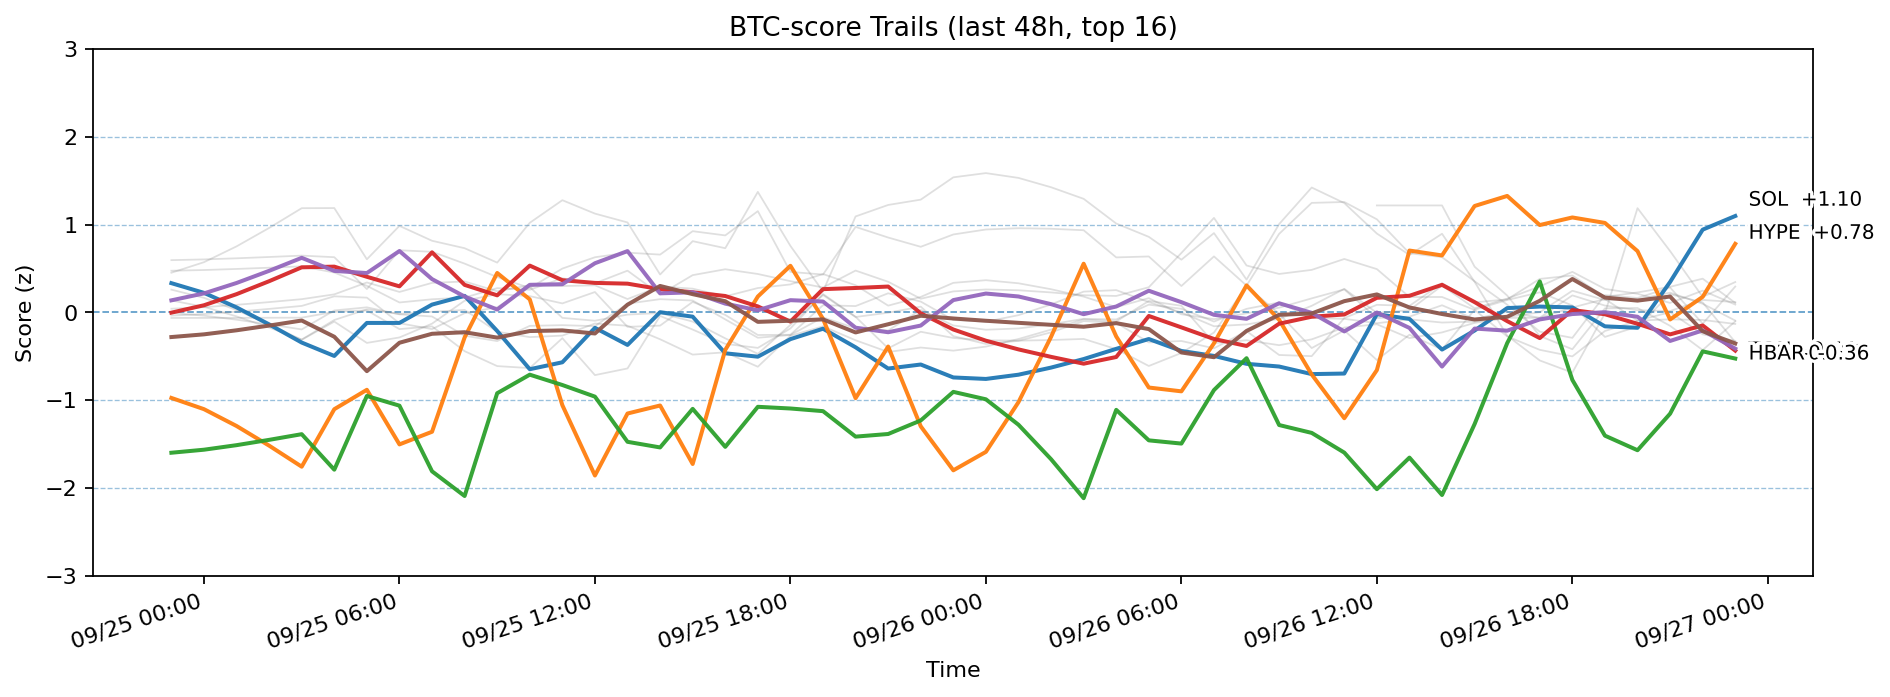 BTC-score Trails (last 48h, top 16)
Score (z)
3
2
1
0
−1
−2
−3
SOL +1.10
HYPE +0.78
HBAR 0.36
09/25 00:00
09/25 06:00
09/25 12:00
09/25 18:00
09/26 00:00
09/26 06:00
09/26 12:00
09/26 18:00
09/27 00:00
Time